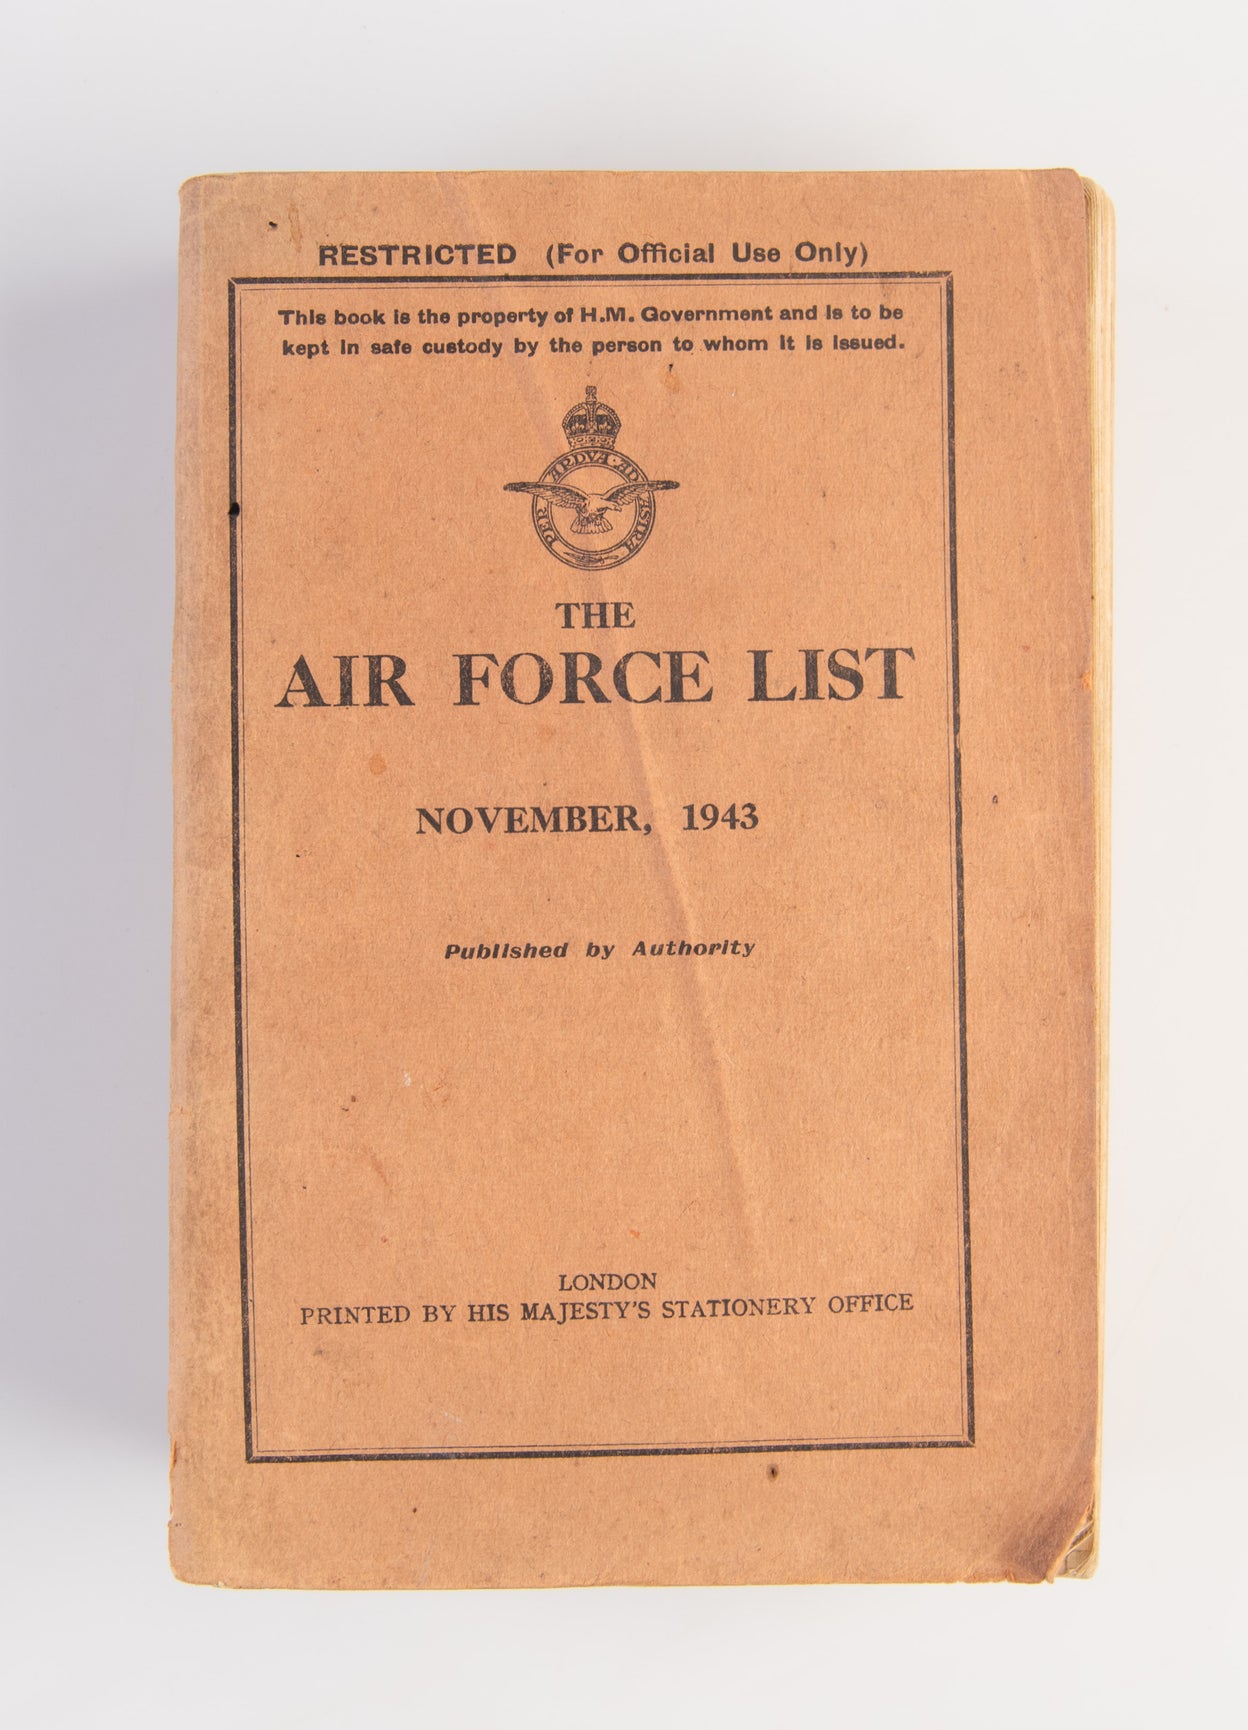 RESTRICTED (For Official Use Only)
This book is the property of H.M. Government and is to be
kept in safe custody by the person to whom it is issued.
PER ARDVA · AD ASTRA
THE
AIR FORCE LIST
NOVEMBER, 1943
Published by Authority
LONDON
PRINTED BY HIS MAJESTY'S STATIONERY OFFICE